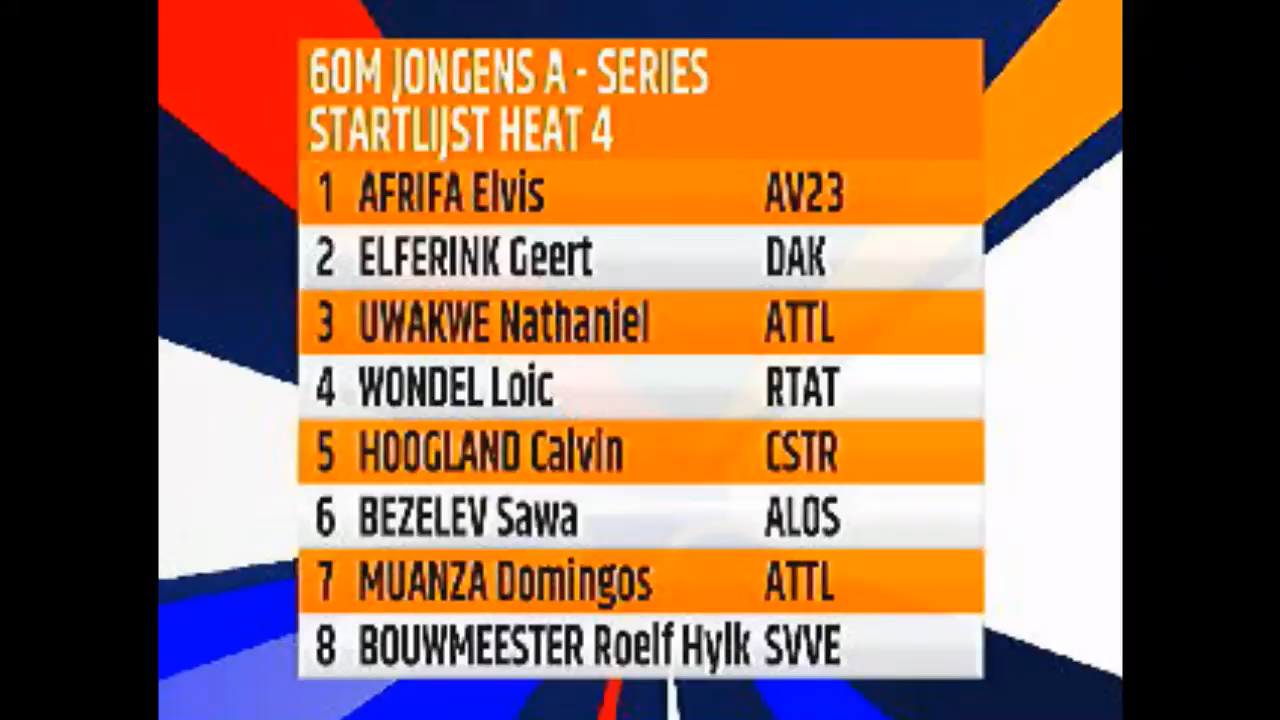 60M JONGENS A - SERIES
STARTLIJST HEAT 4
1 AFRIFA Elvis AV23
2 ELFERINK Geert DAK
3 UWAKWE Nathaniel ATTL
4 WONDEL Loic RTAT
5 HOOGLAND Calvin CSTR
6 BEZELEV Sawa ALOS
7 MUANZA Domingos ATTL
8 BOUWMEESTER Roelf Hylk SVVE